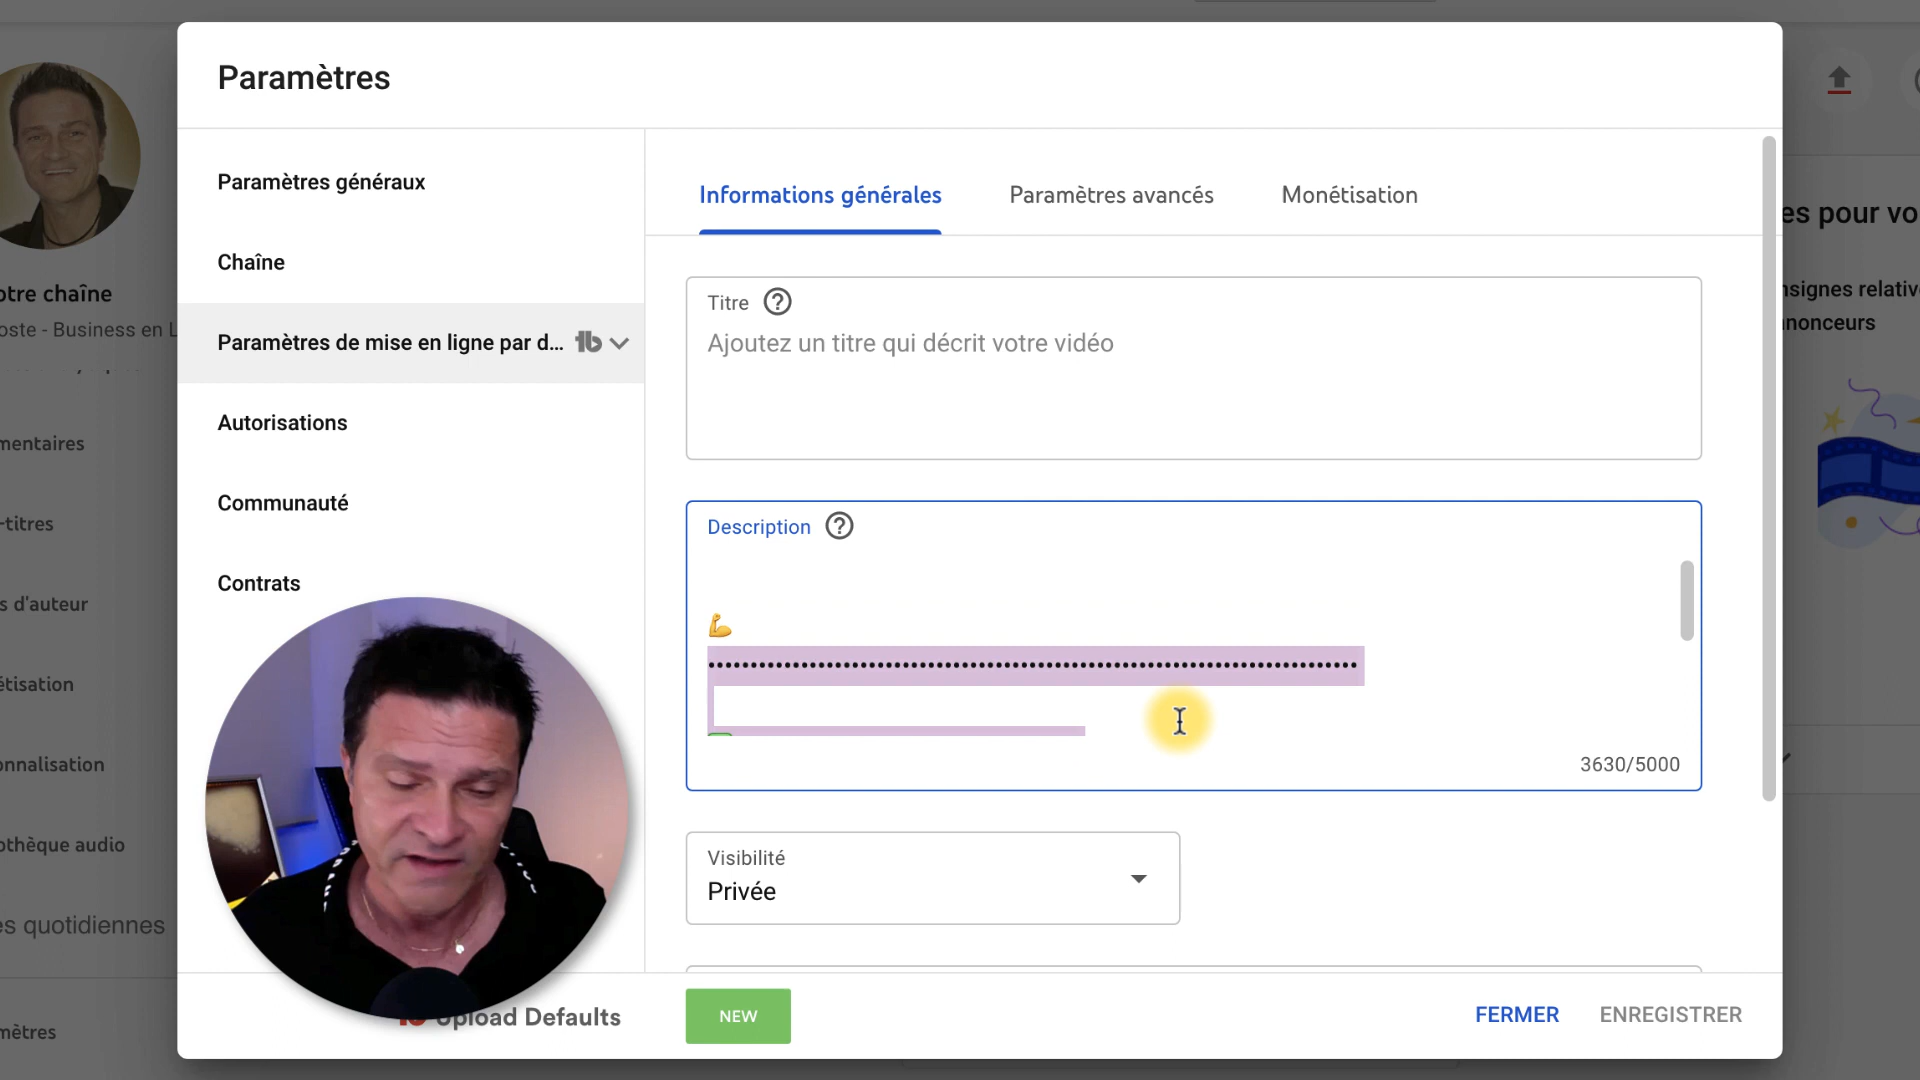 Paramètres
Paramètres généraux
Chaîne
Paramètres de mise en ligne par d...
Autorisations
Communauté
Contrats
Informations générales
Paramètres avancés
Monétisation
Titre
Ajoutez un titre qui décrit votre vidéo
Description
💪
3630/5000
Visibilité
Privée
Upload Defaults
NEW
FERMER
ENREGISTRER
otre chaîne
oste - Business en L
mentaires
-titres
s d'auteur
étisation
onnalisation
othèque audio
es quotidiennes
mètres
es pour vo
nsignes relative
nnonceurs